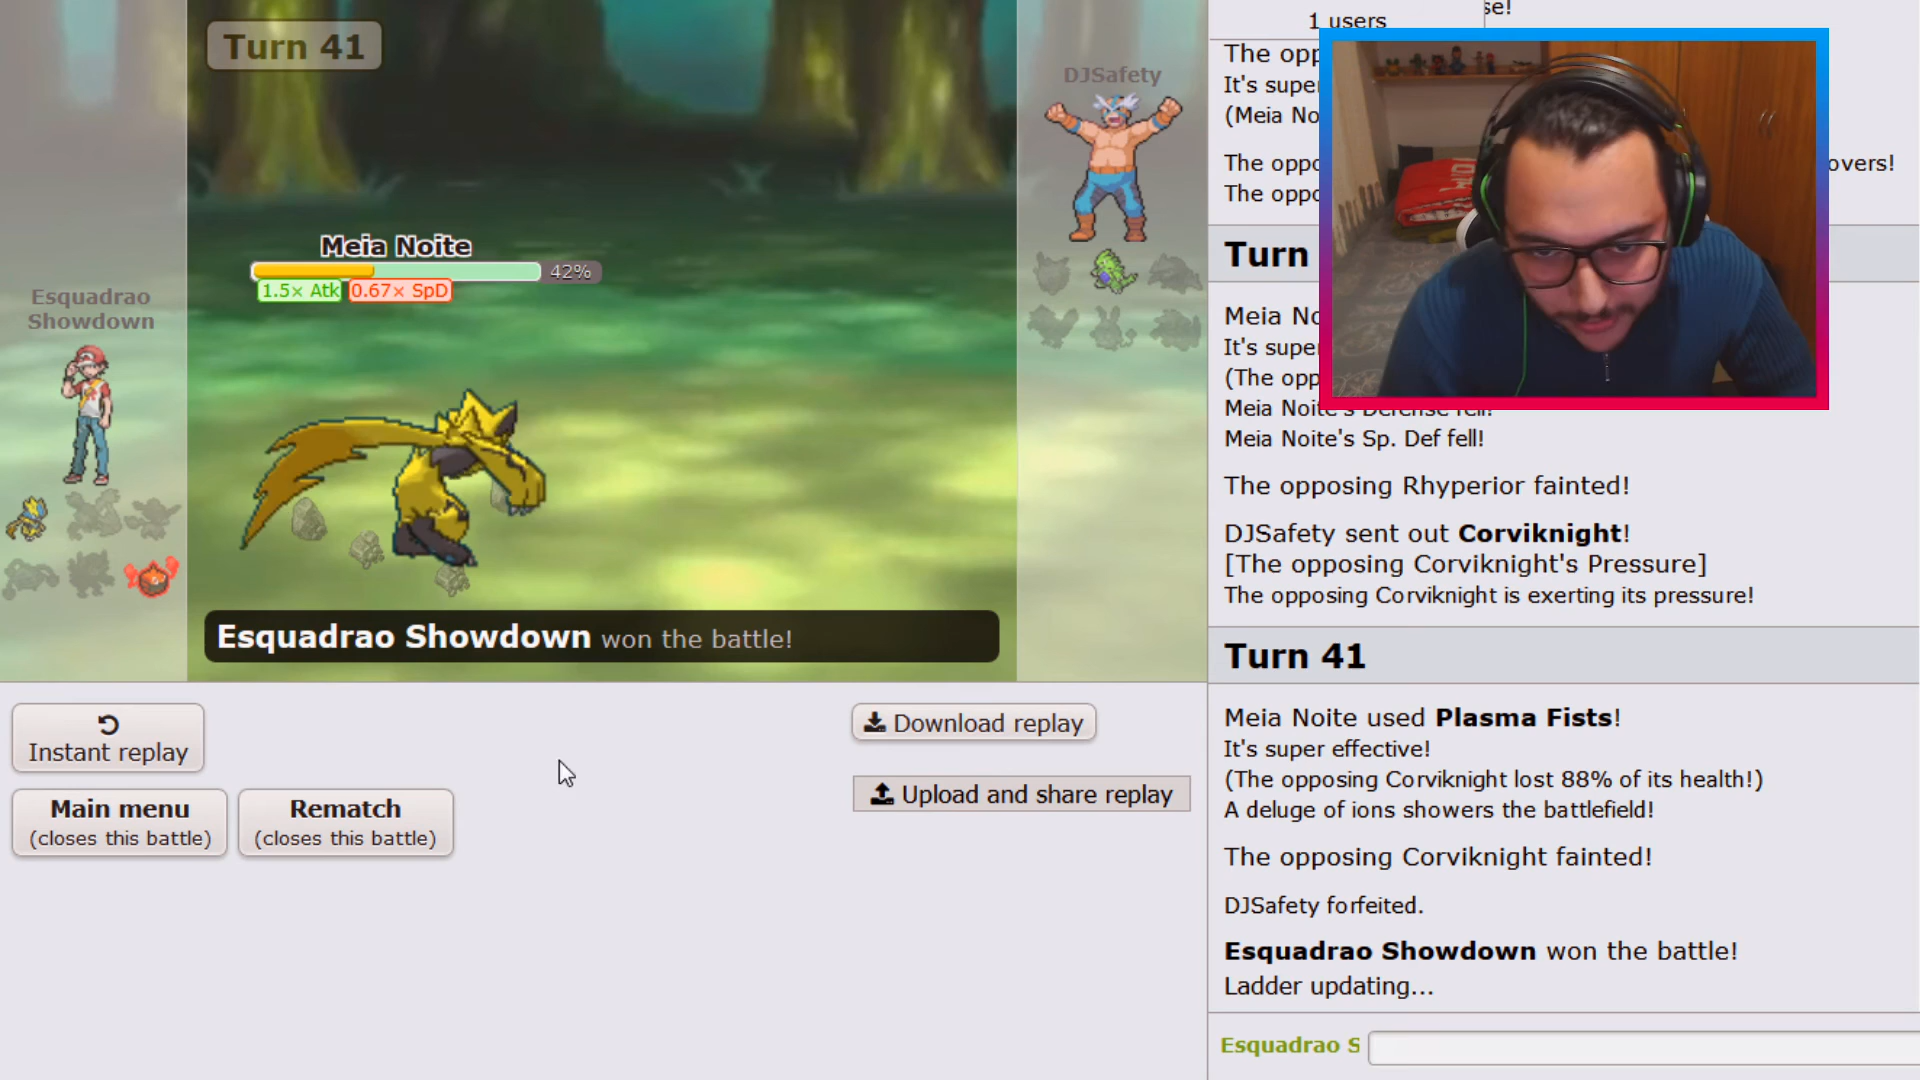 Turn 41
Meia Noite
42%
1.5× Atk 0.67× SpD
Esquadrao
Showdown
DJSafety
Esquadrao Showdown won the battle!
Instant replay
Main menu
(closes this battle)
Rematch
(closes this battle)
Download replay
Upload and share replay
1 users
se!
The opp
It's supe
(Meia No
The oppo
overs!
The oppo
Turn
Meia No
It's supe
(The opp
Meia Noite's Defense fell!
Meia Noite's Sp. Def fell!
The opposing Rhyperior fainted!
DJSafety sent out Corviknight!
[The opposing Corviknight's Pressure]
The opposing Corviknight is exerting its pressure!
Turn 41
Meia Noite used Plasma Fists!
It's super effective!
(The opposing Corviknight lost 88% of its health!)
A deluge of ions showers the battlefield!
The opposing Corviknight fainted!
DJSafety forfeited.
Esquadrao Showdown won the battle!
Ladder updating...
Esquadrao S